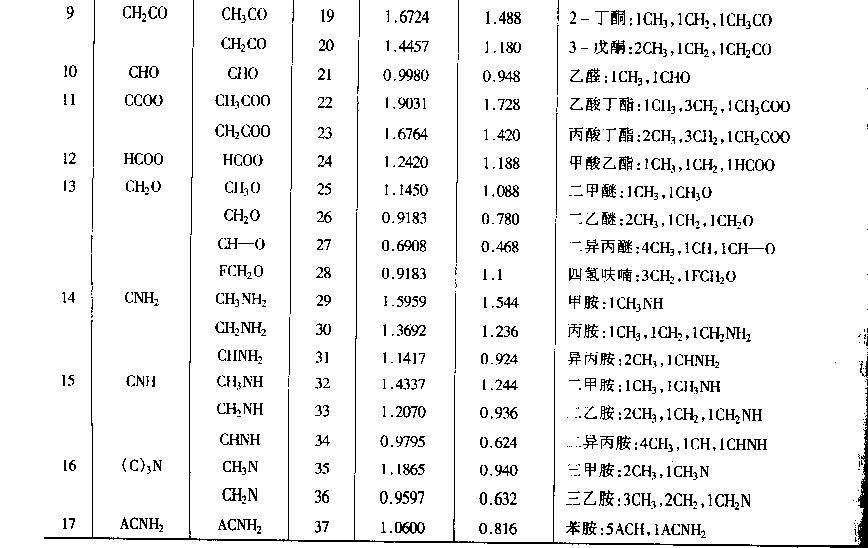 9 CH₂CO CH₃CO 19 1.6724 1.488 2-丁酮:1CH₃,1CH₂,1CH₃CO
CH₂CO 20 1.4457 1.180 3-戊酮:2CH₃,1CH₂,1CH₂CO
10 CHO CHO 21 0.9980 0.948 乙醛:1CH₃,1CHO
11 CCOO CH₃COO 22 1.9031 1.728 乙酸丁酯:1CH₃,3CH₂,1CH₃COO
CH₂COO 23 1.6764 1.420 丙酸丁酯:2CH₃,3CH₂,1CH₂COO
12 HCOO HCOO 24 1.2420 1.188 甲酸乙酯:1CH₃,1CH₂,1HCOO
13 CH₂O CH₃O 25 1.1450 1.088 二甲醚:1CH₃,1CH₃O
CH₂O 26 0.9183 0.780 二乙醚:2CH₃,1CH₂,1CH₂O
CH—O 27 0.6908 0.468 二异丙醚:4CH₃,1CH,1CH—O
FCH₂O 28 0.9183 1.1 四氢呋喃:3CH₂,1FCH₂O
14 CNH₂ CH₃NH₂ 29 1.5959 1.544 甲胺:1CH₃NH
CH₂NH₂ 30 1.3692 1.236 丙胺:1CH₃,1CH₂,1CH₂NH₂
CHNH₂ 31 1.1417 0.924 异丙胺:2CH₃,1CHNH₂
15 CNH CH₃NH 32 1.4337 1.244 二甲胺:1CH₃,1CH₃NH
CH₂NH 33 1.2070 0.936 二乙胺:2CH₃,1CH₂,1CH₂NH
CHNH 34 0.9795 0.624 二异丙胺:4CH₃,1CH,1CHNH
16 (C)₃N CH₃N 35 1.1865 0.940 三甲胺:2CH₃,1CH₃N
CH₂N 36 0.9597 0.632 三乙胺:3CH₃,2CH₂,1CH₂N
17 ACNH₂ ACNH₂ 37 1.0600 0.816 苯胺:5ACH,1ACNH₂